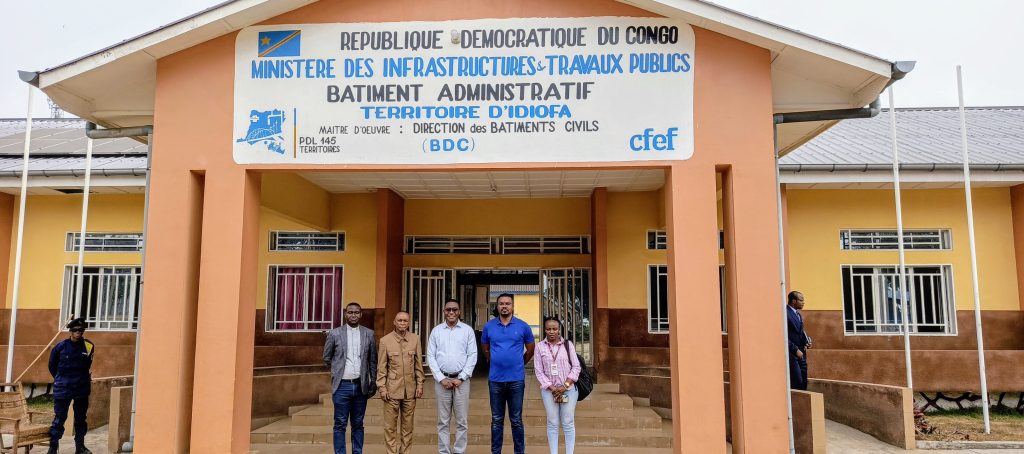 REPUBLIQUE DEMOCRATIQUE DU CONGO
MINISTERE DES INFRASTRUCTURES & TRAVAUX PUBLICS
BATIMENT ADMINISTRATIF
TERRITOIRE D'IDIOFA
MAITRE D'OEUVRE : DIRECTION des BATIMENTS CIVILS
(BDC)
PDL 145
TERRITOIRES
cfef